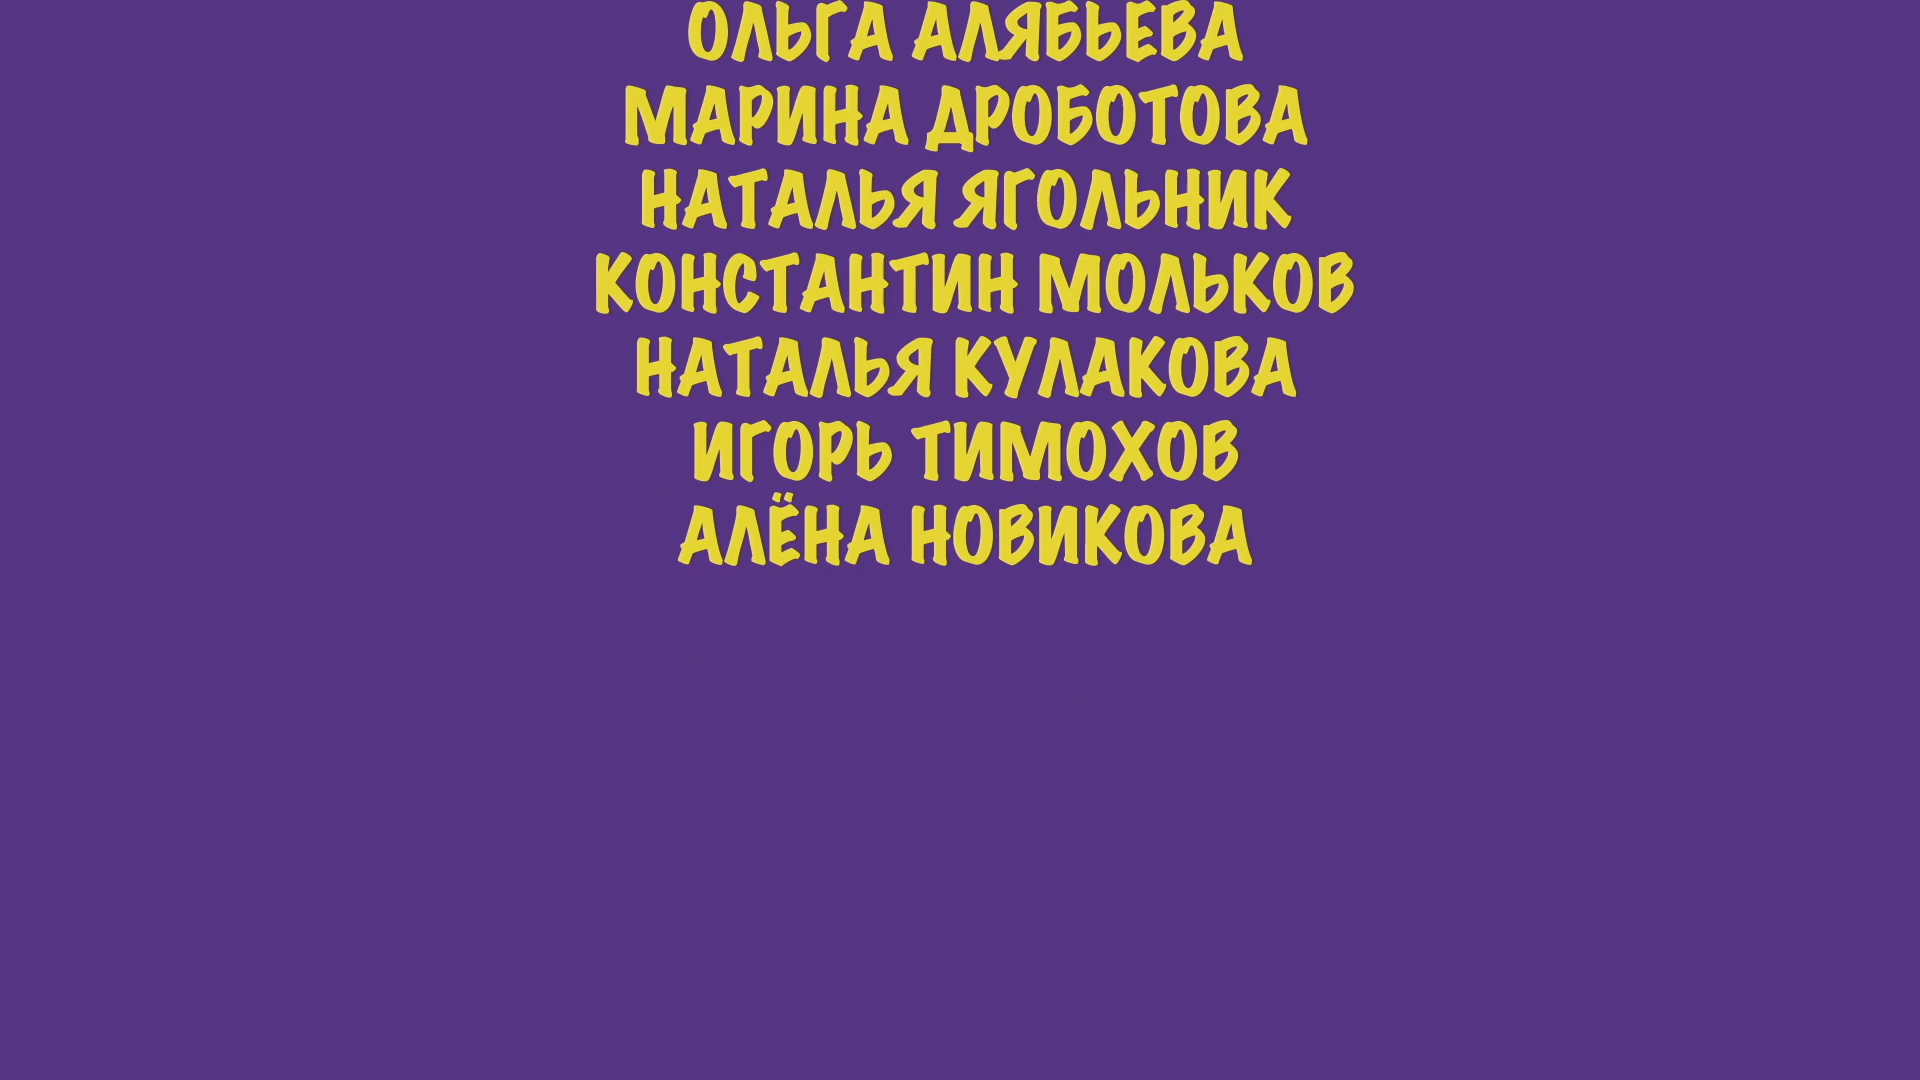 ОЛЬГА АЛЯБЬЕВА
МАРИНА ДРОБОТОВА
НАТАЛЬЯ ЯГОЛЬНИК
КОНСТАНТИН МОЛЬКОВ
НАТАЛЬЯ КУЛАКОВА
ИГОРЬ ТИМОХОВ
АЛЁНА НОВИКОВА